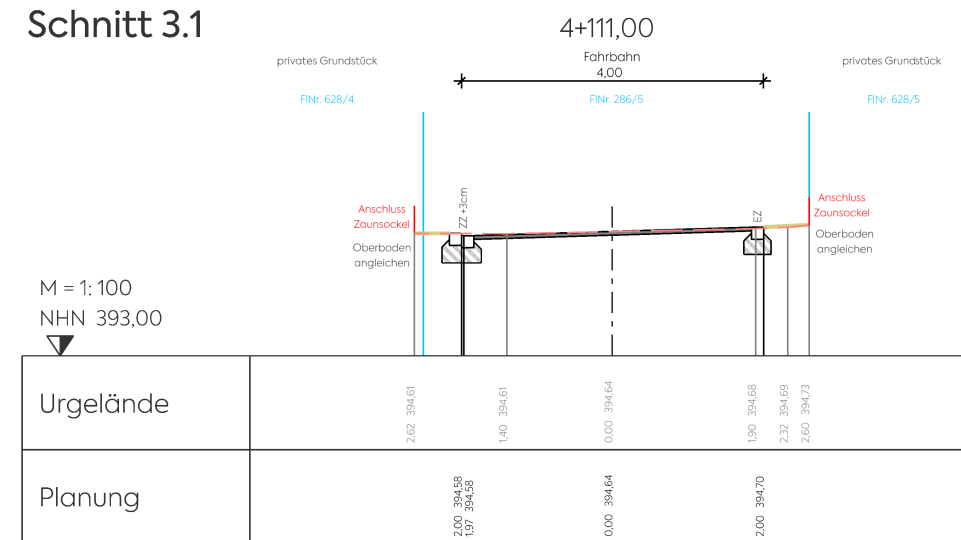 Schnitt 3.1
4+111,00
Fahrbahn
4,00
privates Grundstück
privates Grundstück
FlNr. 628/4
FlNr. 286/5
FlNr. 628/5
ZZ +3cm
EZ
Anschluss
Zaunsockel
Oberboden
angleichen
Anschluss
Zaunsockel
Oberboden
angleichen
M = 1: 100
NHN 393,00
Urgelände
2,62 394,61
1,40 394,61
0,00 394,64
1,90 394,68
2,32 394,69
2,60 394,73
Planung
2,00 394,58
1,97 394,58
0,00 394,64
2,00 394,70